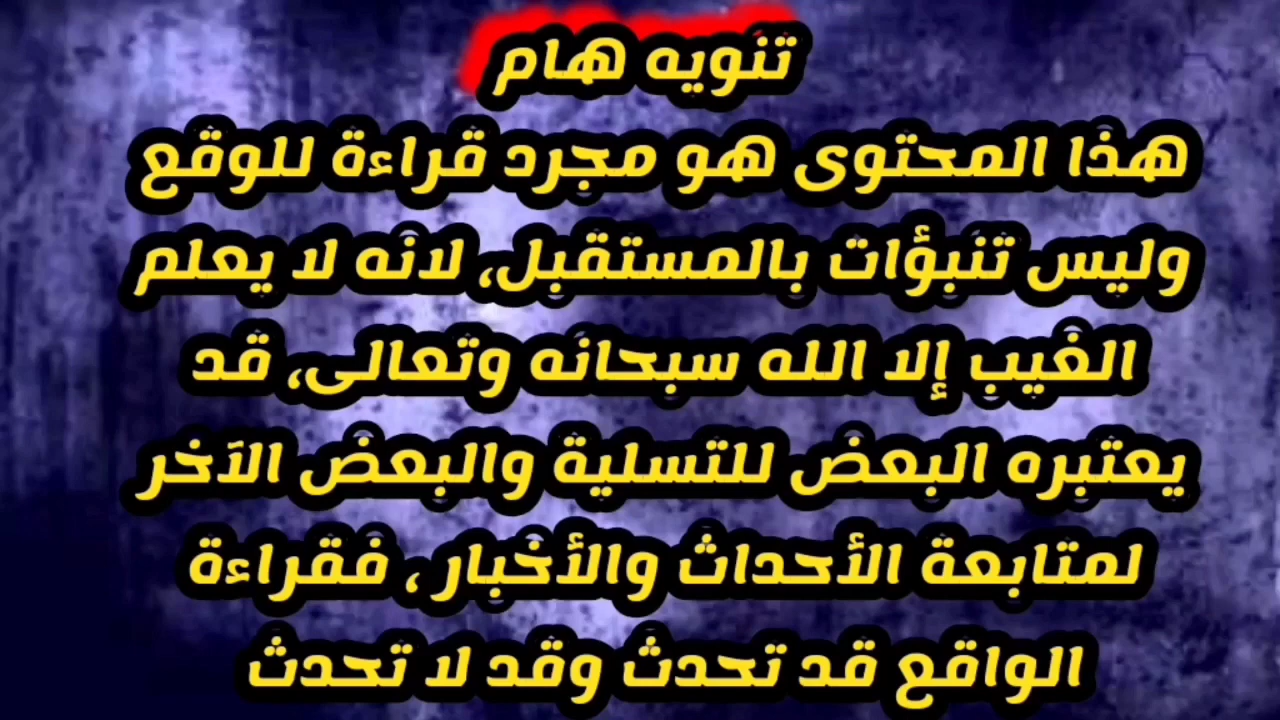 تنويه هام
هذا المحتوى هو مجرد قراءة للوقع
وليس تنبؤات بالمستقبل، لانه لا يعلم
الغيب إلا الله سبحانه وتعالى، قد
يعتبره البعض للتسلية والبعض الآخر
لمتابعة الأحداث والأخبار ، فقراءة
الواقع قد تحدث وقد لا تحدث